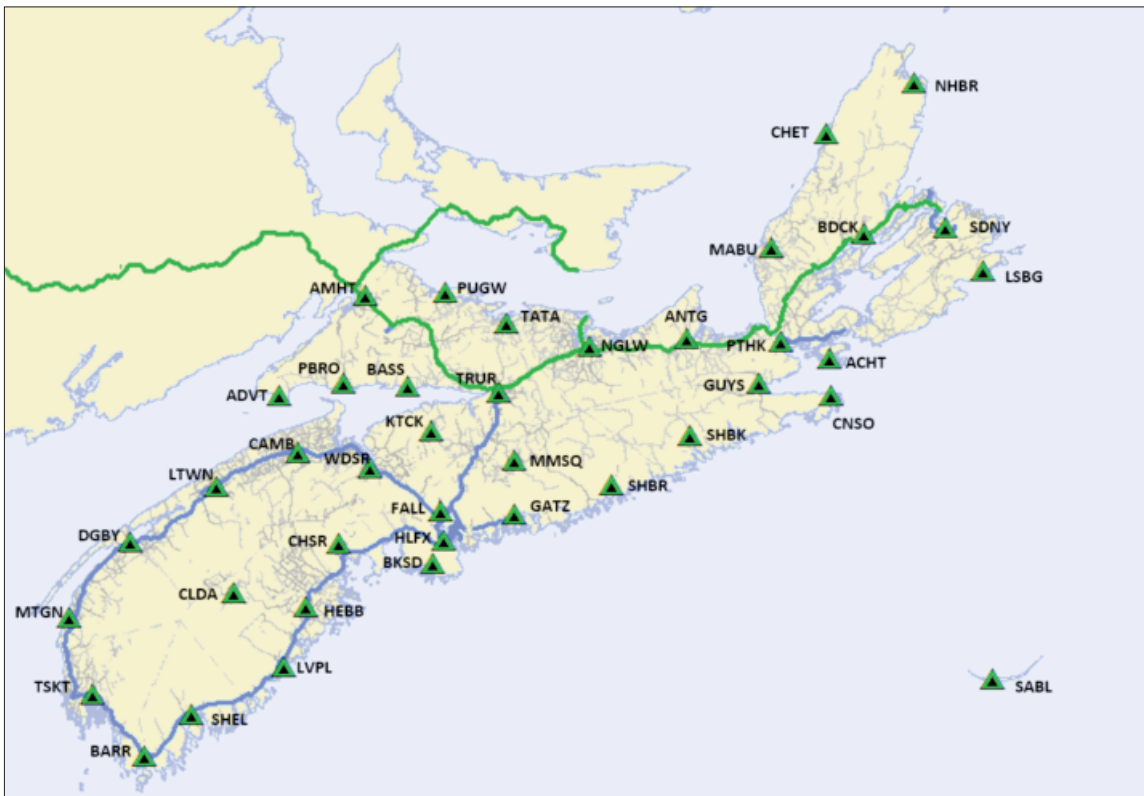 NHBR
CHET
BDCK
SDNY
MABU
LSBG
AMHT
PUGW
TATA
ANTG
NGLW
PTHK
ACHT
PBRO
BASS
TRUR
GUYS
ADVT
CNSO
KTCK
SHBK
CAMB
WDSR
MMSQ
LTWN
SHBR
FALL
GATZ
DGBY
CHSR
HLFX
BKSD
CLDA
MTGN
HEBB
LVPL
TSKT
SABL
SHEL
BARR